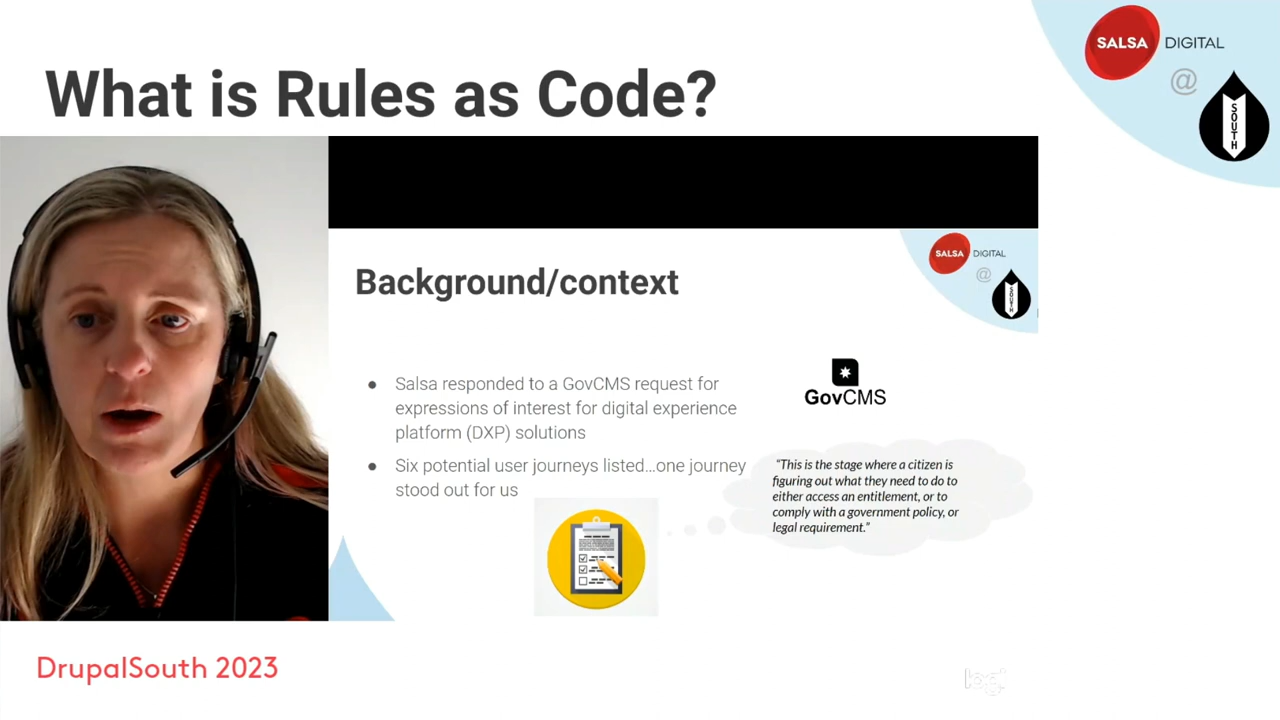 What is Rules as Code?
SALSA DIGITAL
@
SOUTH
Background/context
SALSA DIGITAL
@
SOUTH
● Salsa responded to a GovCMS request for
expressions of interest for digital experience
platform (DXP) solutions
● Six potential user journeys listed...one journey
stood out for us
GovCMS
"This is the stage where a citizen is
figuring out what they need to do to
either access an entitlement, or to
comply with a government policy, or
legal requirement."
DrupalSouth 2023
logi